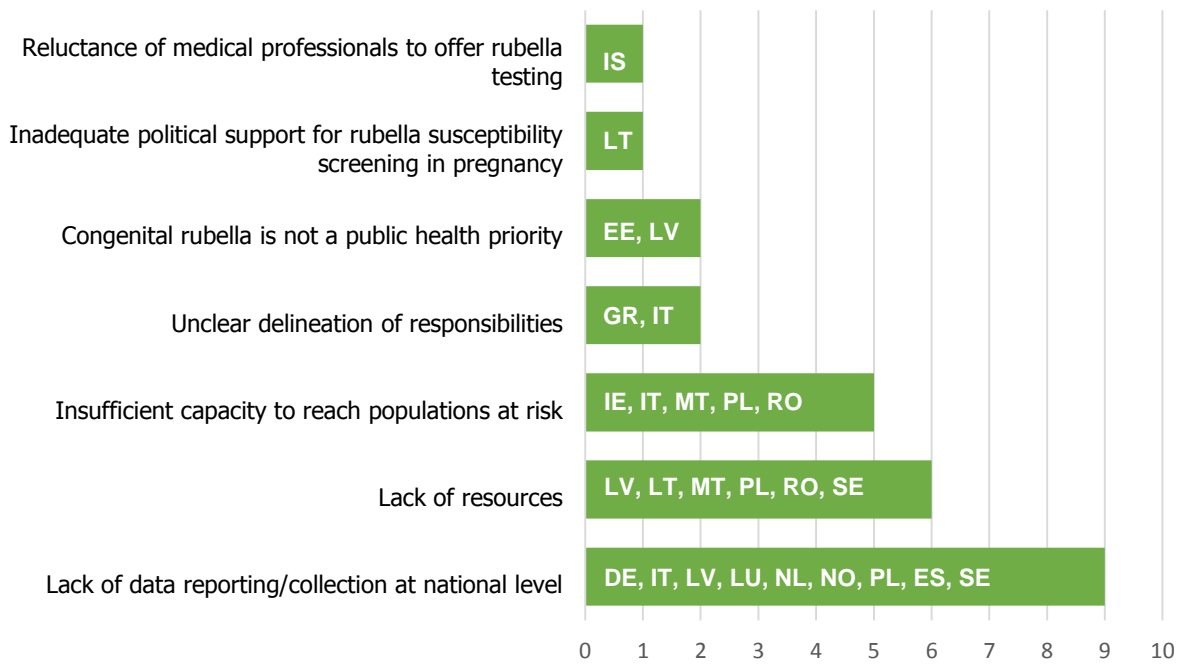 Reluctance of medical professionals to offer rubella
testing
IS
Inadequate political support for rubella susceptibility
screening in pregnancy
LT
Congenital rubella is not a public health priority
EE, LV
Unclear delineation of responsibilities
GR, IT
Insufficient capacity to reach populations at risk
IE, IT, MT, PL, RO
Lack of resources
LV, LT, MT, PL, RO, SE
Lack of data reporting/collection at national level
DE, IT, LV, LU, NL, NO, PL, ES, SE
0 1 2 3 4 5 6 7 8 9 10